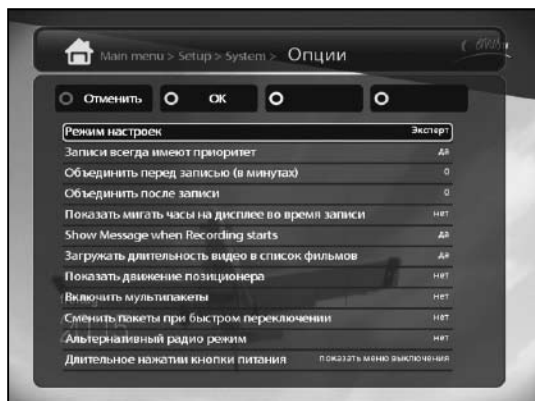 Main menu > Setup > System > Опции
Отменить OK
Режим настроек Эксперт
Записи всегда имеют приоритет да
Объединить перед записью (в минутах) 0
Объединить после записи 0
Показать мигать часы на дисплее во время записи нет
Show Message when Recording starts да
Загружать длительность видео в список фильмов да
Показать движение позиционера нет
Включить мультипакеты нет
Сменить пакеты при быстром переключении нет
Альтернативный радио режим нет
Длительное нажатии кнопки питания показать меню выключения